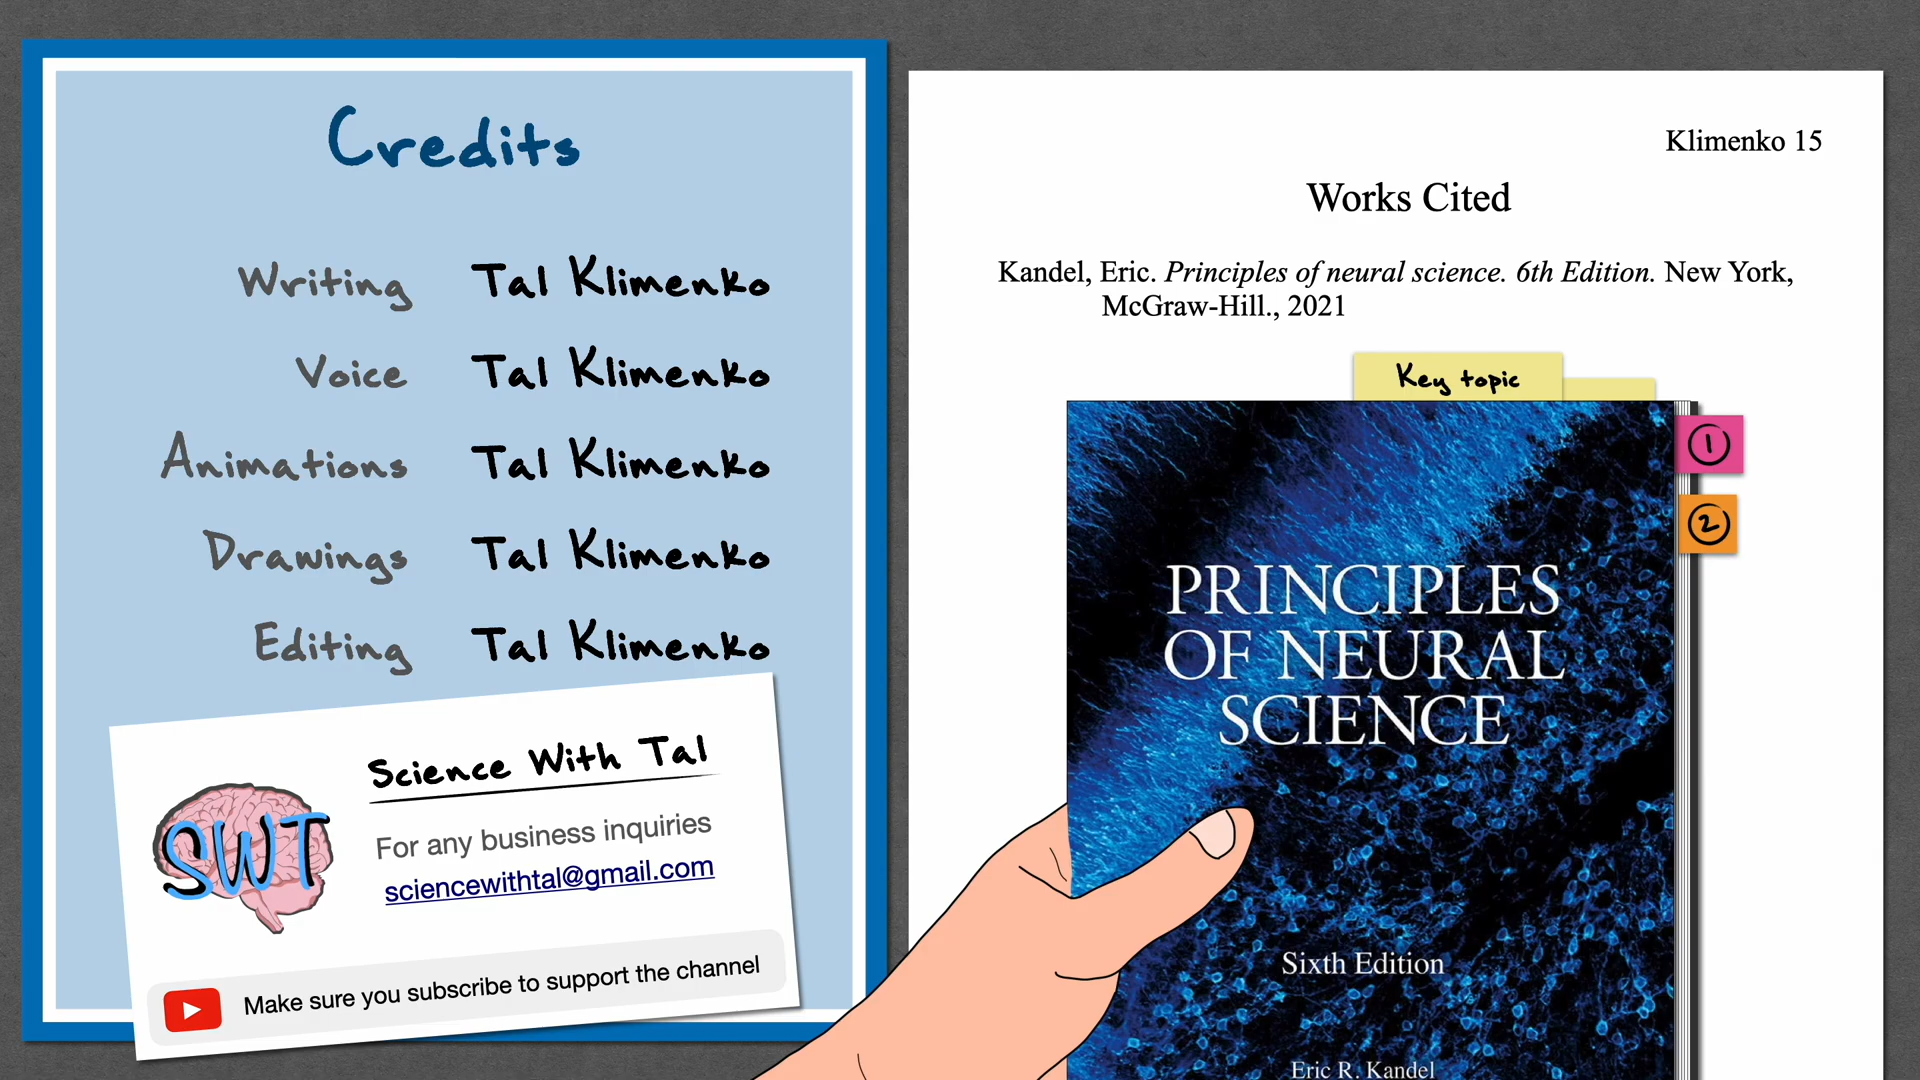 Credits
Writing Tal Klimenko
Voice Tal Klimenko
Animations Tal Klimenko
Drawings Tal Klimenko
Editing Tal Klimenko
Science With Tal
SWT
For any business inquiries
sciencewithtal@gmail.com
Make sure you subscribe to support the channel
Klimenko 15
Works Cited
Kandel, Eric. Principles of neural science. 6th Edition. New York,
McGraw-Hill., 2021
Key topic
1
2
PRINCIPLES
OF NEURAL
SCIENCE
Sixth Edition
Eric R. Kandel